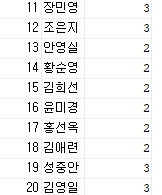 11 장민영 3
12 조은지 3
13 안영실 2
14 황순영 2
15 김희선 2
16 윤미경 2
17 홍선옥 2
18 김애련 2
19 성중안 3
20 김영일 3